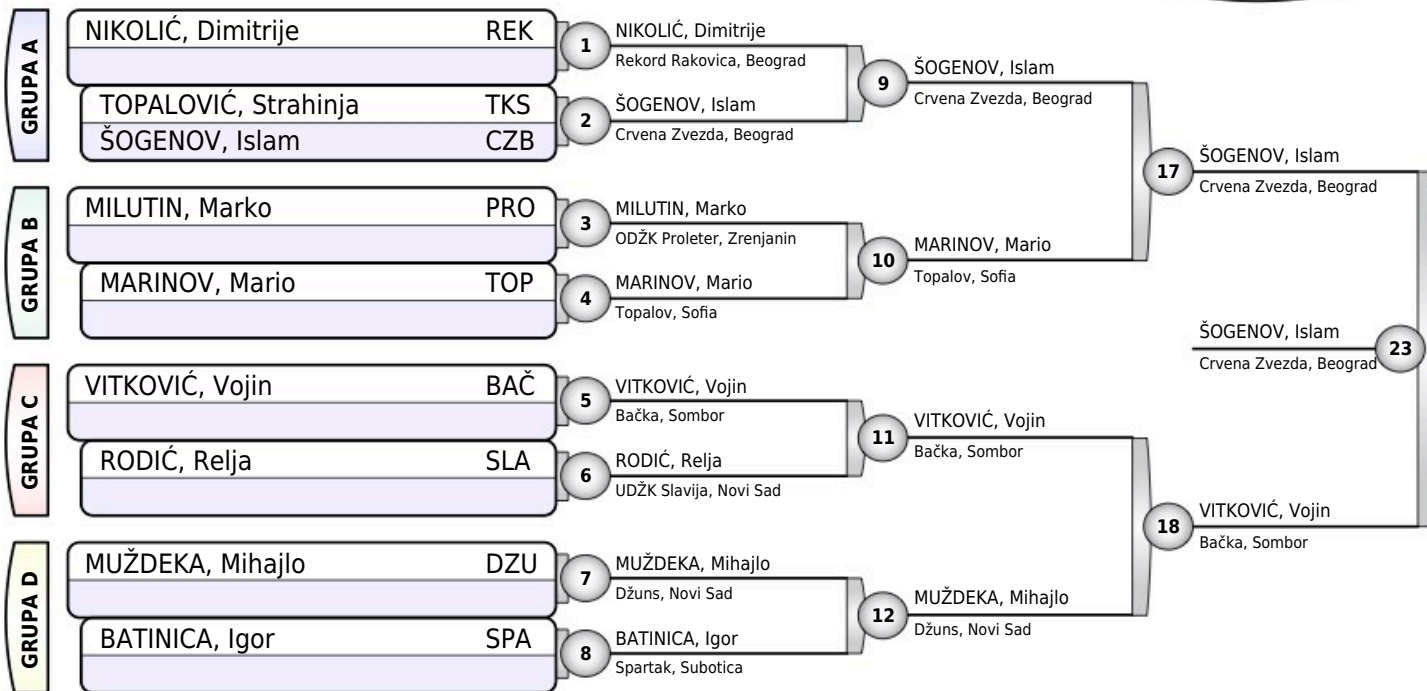 GRUPA A
NIKOLIĆ, Dimitrije REK
TOPALOVIĆ, Strahinja TKS
ŠOGENOV, Islam CZB
GRUPA B
MILUTIN, Marko PRO
MARINOV, Mario TOP
GRUPA C
VITKOVIĆ, Vojin BAČ
RODIĆ, Relja SLA
GRUPA D
MUŽDEKA, Mihajlo DZU
BATINICA, Igor SPA
1
NIKOLIĆ, Dimitrije
Rekord Rakovica, Beograd
2
ŠOGENOV, Islam
Crvena Zvezda, Beograd
3
MILUTIN, Marko
ODŽK Proleter, Zrenjanin
4
MARINOV, Mario
Topalov, Sofia
5
VITKOVIĆ, Vojin
Bačka, Sombor
6
RODIĆ, Relja
UDŽK Slavija, Novi Sad
7
MUŽDEKA, Mihajlo
Džuns, Novi Sad
8
BATINICA, Igor
Spartak, Subotica
9
ŠOGENOV, Islam
Crvena Zvezda, Beograd
10
MARINOV, Mario
Topalov, Sofia
11
VITKOVIĆ, Vojin
Bačka, Sombor
12
MUŽDEKA, Mihajlo
Džuns, Novi Sad
17
ŠOGENOV, Islam
Crvena Zvezda, Beograd
18
VITKOVIĆ, Vojin
Bačka, Sombor
ŠOGENOV, Islam
Crvena Zvezda, Beograd
23